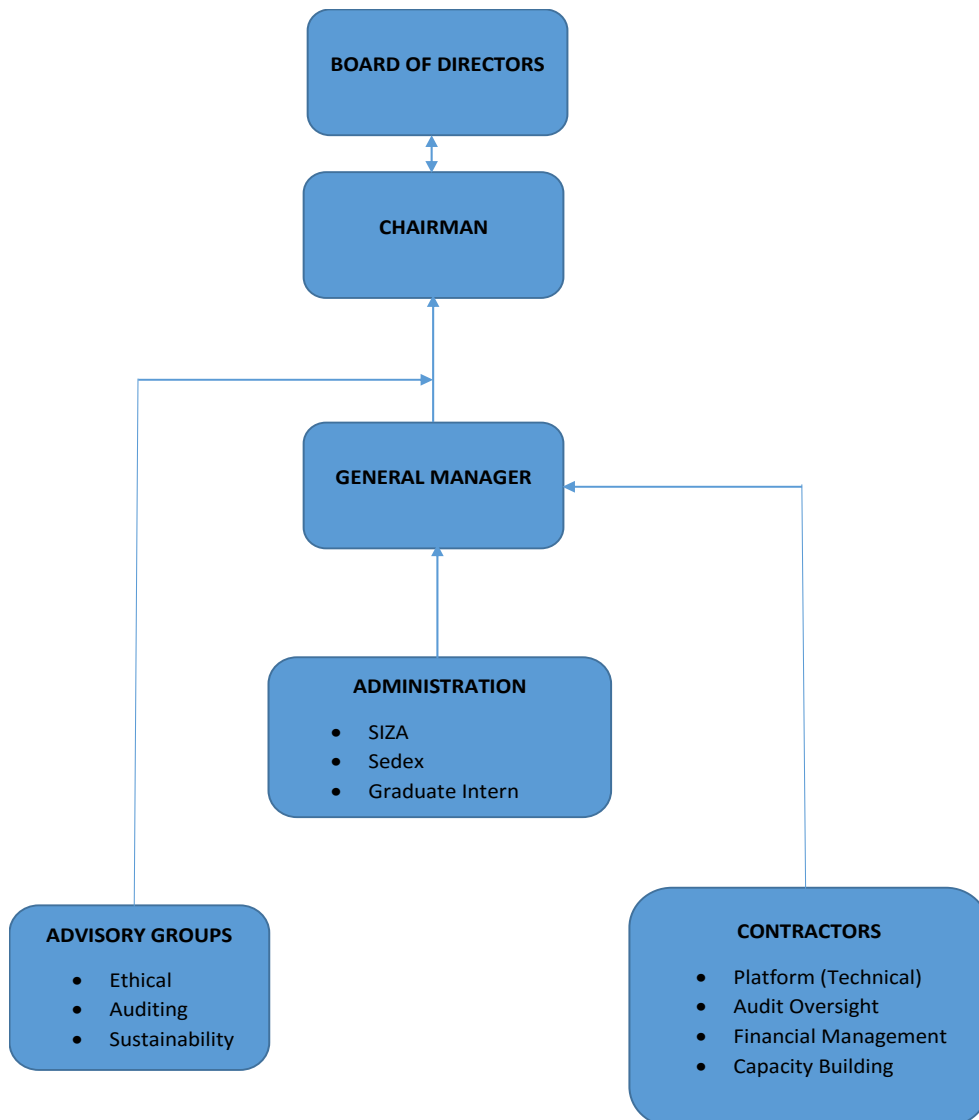 BOARD OF DIRECTORS
CHAIRMAN
GENERAL MANAGER
ADMINISTRATION
• SIZA
• Sedex
• Graduate Intern
ADVISORY GROUPS
• Ethical
• Auditing
• Sustainability
CONTRACTORS
• Platform (Technical)
• Audit Oversight
• Financial Management
• Capacity Building